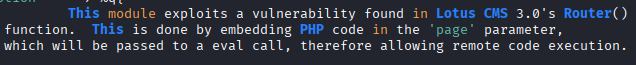 This module exploits a vulnerability found in Lotus CMS 3.0's Router()
function. This is done by embedding PHP code in the 'page' parameter,
which will be passed to a eval call, therefore allowing remote code execution.